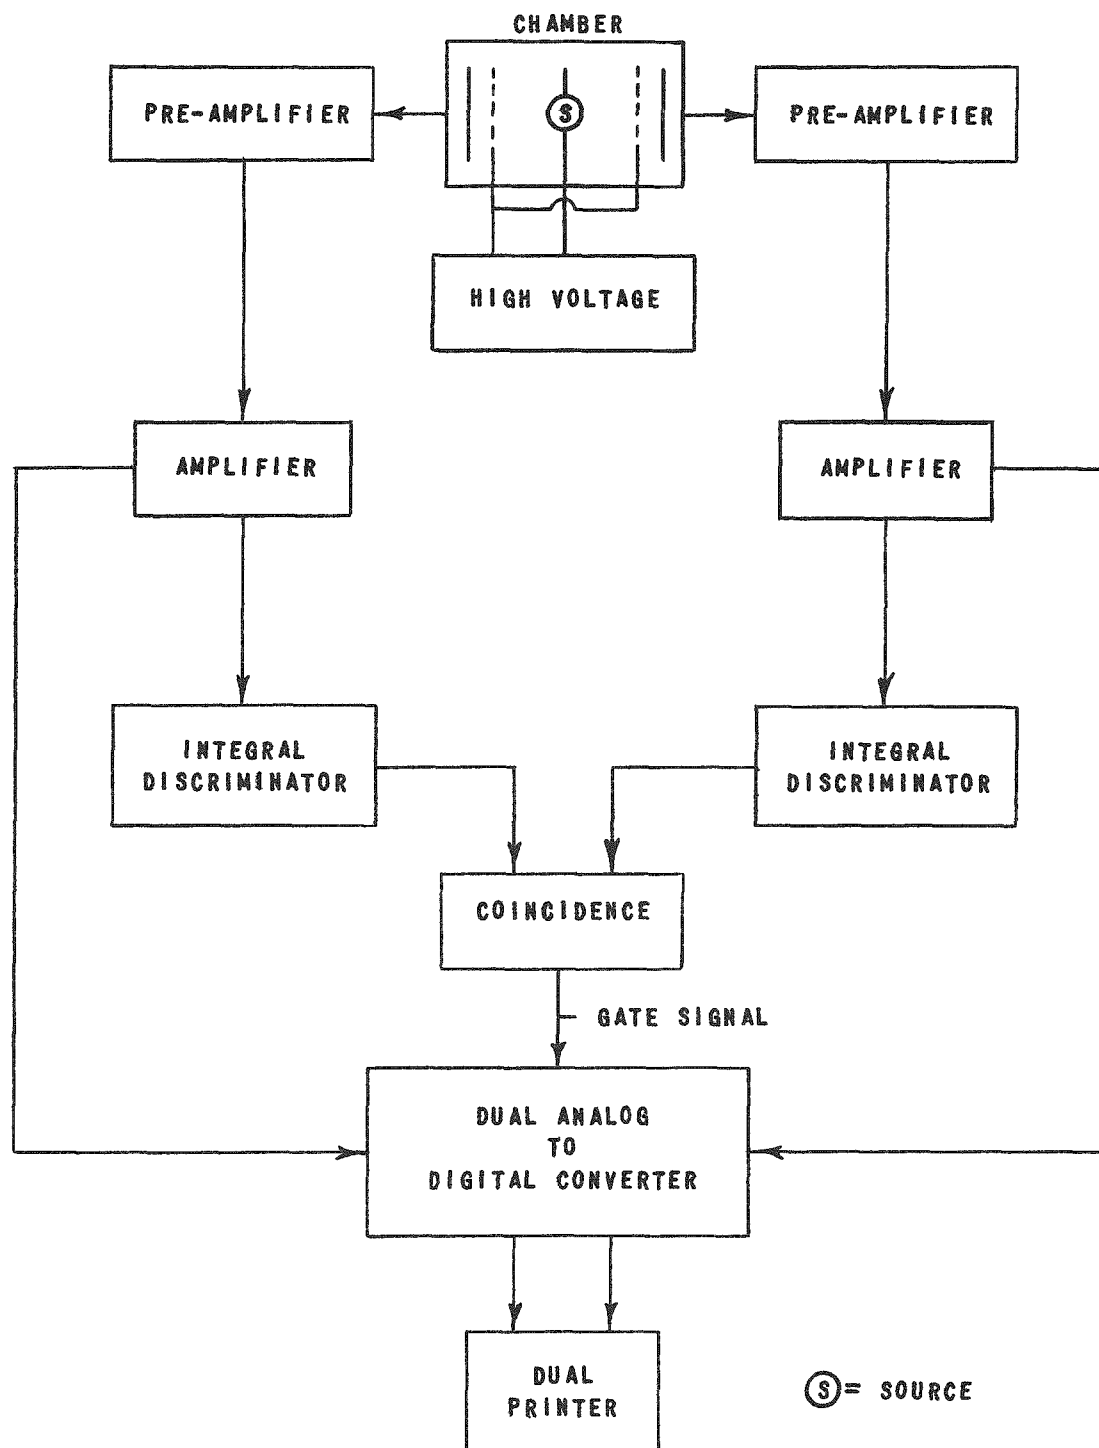 CHAMBER
PRE-AMPLIFIER
S
PRE-AMPLIFIER
HIGH VOLTAGE
AMPLIFIER
AMPLIFIER
INTEGRAL
DISCRIMINATOR
INTEGRAL
DISCRIMINATOR
COINCIDENCE
GATE SIGNAL
DUAL ANALOG
TO
DIGITAL CONVERTER
DUAL
PRINTER
S = SOURCE